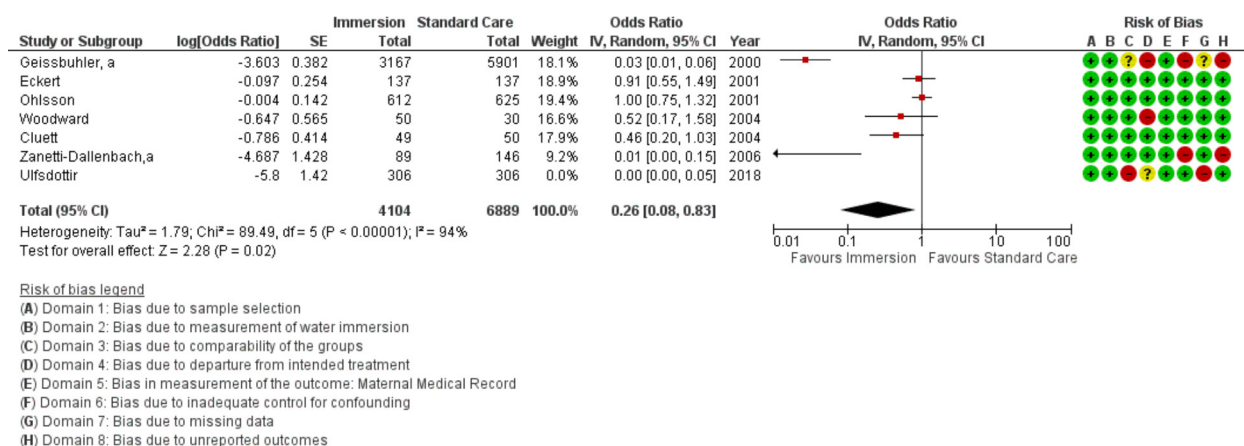 Immersion Standard Care Odds Ratio Odds Ratio Risk of Bias
Study or Subgroup log[Odds Ratio] SE Total Total Weight IV, Random, 95% CI Year IV, Random, 95% CI A B C D E F G H
Geissbuhler, a -3.603 0.382 3167 5901 18.1% 0.03 [0.01, 0.06] 2000 + + ? - + - ? -
Eckert -0.097 0.254 137 137 18.9% 0.91 [0.55, 1.49] 2001 + + + + + + + +
Ohlsson -0.004 0.142 612 625 19.4% 1.00 [0.75, 1.32] 2001 + + + + + + + +
Woodward -0.647 0.565 50 30 16.6% 0.52 [0.17, 1.58] 2004 + + + - + + + +
Cluett -0.786 0.414 49 50 17.9% 0.46 [0.20, 1.03] 2004 + + + + + + + +
Zanetti-Dallenbach,a -4.687 1.428 89 146 9.2% 0.01 [0.00, 0.15] 2006 + + + + + - + -
Ulfsdottir -5.8 1.42 306 306 0.0% 0.00 [0.00, 0.05] 2018 + + - ? + + - +
Total (95% CI) 4104 6889 100.0% 0.26 [0.08, 0.83]
Heterogeneity: Tau² = 1.79; Chi² = 89.49, df = 5 (P < 0.00001); I² = 94%
Test for overall effect: Z = 2.28 (P = 0.02)
0.01 0.1 1 10 100
Favours Immersion Favours Standard Care
Risk of bias legend
(A) Domain 1: Bias due to sample selection
(B) Domain 2: Bias due to measurement of water immersion
(C) Domain 3: Bias due to comparability of the groups
(D) Domain 4: Bias due to departure from intended treatment
(E) Domain 5: Bias in measurement of the outcome: Maternal Medical Record
(F) Domain 6: Bias due to inadequate control for confounding
(G) Domain 7: Bias due to missing data
(H) Domain 8: Bias due to unreported outcomes